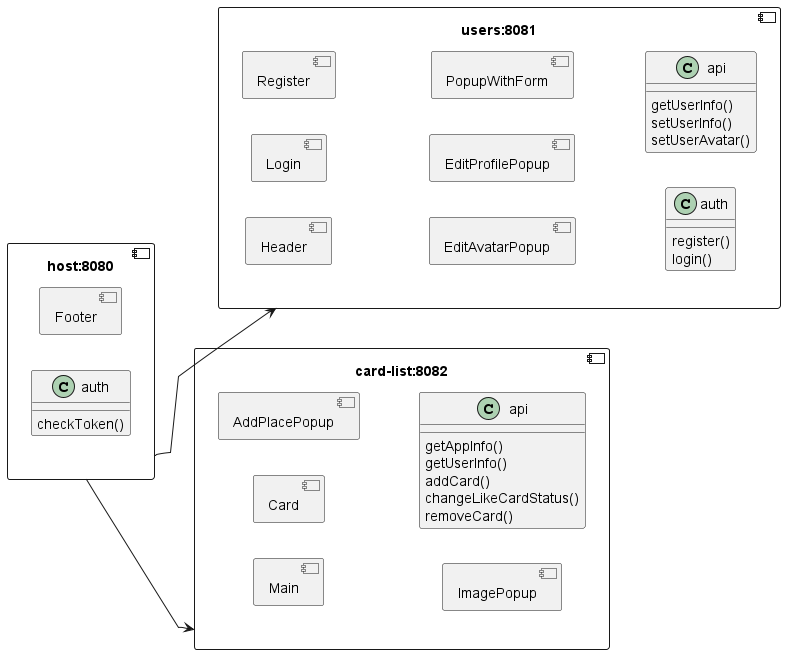 users:8081
Register
PopupWithForm
C api
getUserInfo()
setUserInfo()
setUserAvatar()
Login
EditProfilePopup
C auth
register()
login()
Header
EditAvatarPopup
host:8080
Footer
C auth
checkToken()
card-list:8082
AddPlacePopup
C api
getAppInfo()
getUserInfo()
addCard()
changeLikeCardStatus()
removeCard()
Card
Main
ImagePopup